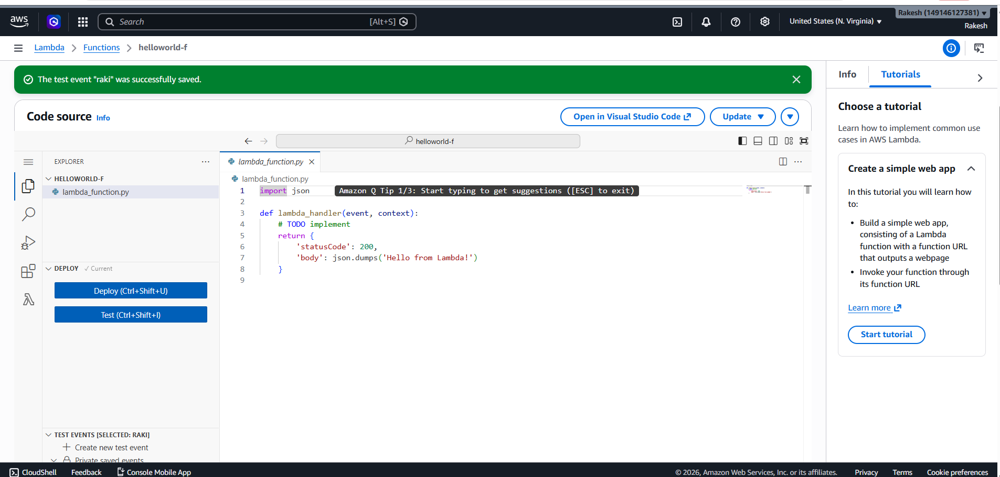 aws
Search
[Alt+S]
United States (N. Virginia)
Rakesh (149146127381)
Rakesh
Lambda
Functions
helloworld-f
The test event "raki" was successfully saved.
Code source
Info
Open in Visual Studio Code
Update
helloworld-f
EXPLORER
HELLOWORLD-F
lambda_function.py
DEPLOY
Current
Deploy (Ctrl+Shift+U)
Test (Ctrl+Shift+I)
TEST EVENTS [SELECTED: RAKI]
Create new test event
Private saved events
lambda_function.py
lambda_function.py
1 import json
Amazon Q Tip 1/3: Start typing to get suggestions ([ESC] to exit)
2
3 def lambda_handler(event, context):
4 # TODO implement
5 return {
6 'statusCode': 200,
7 'body': json.dumps('Hello from Lambda!')
8 }
9
Info
Tutorials
Choose a tutorial
Learn how to implement common use
cases in AWS Lambda.
Create a simple web app
In this tutorial you will learn how
to:
• Build a simple web app,
consisting of a Lambda
function with a function URL
that outputs a webpage
• Invoke your function through
its function URL
Learn more
Start tutorial
CloudShell
Feedback
Console Mobile App
© 2026, Amazon Web Services, Inc. or its affiliates.
Privacy
Terms
Cookie preferences